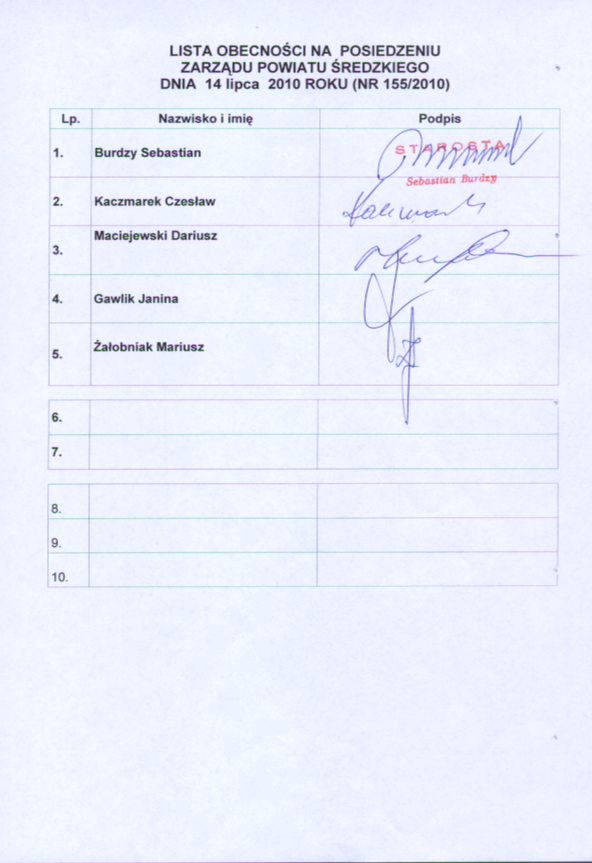 LISTA OBECNOŚCI NA POSIEDZENIU
ZARZĄDU POWIATU ŚREDZKIEGO
DNIA 14 lipca 2010 ROKU (NR 155/2010)
Lp. Nazwisko i imię Podpis
1. Burdzy Sebastian STAROSTA
Sebastian Burdzy
2. Kaczmarek Czesław
3. Maciejewski Dariusz
4. Gawlik Janina
5. Żałobniak Mariusz
6.
7.
8.
9.
10.